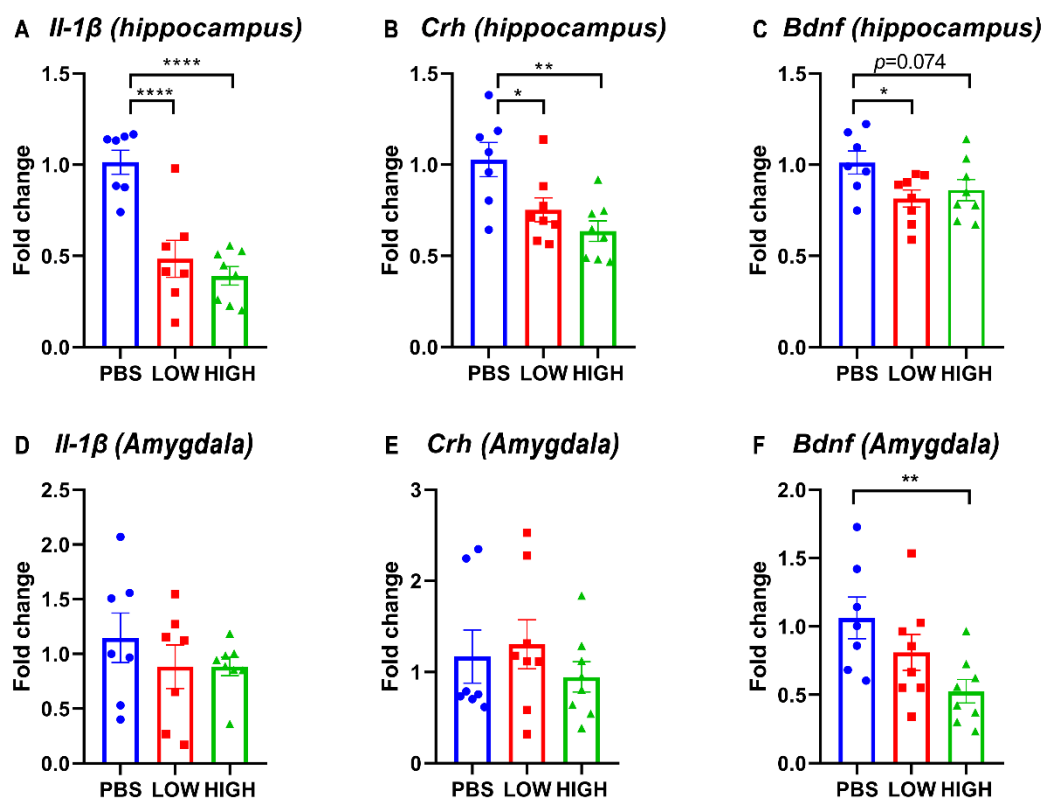 A Il-1β (hippocampus)
****
****
1.5
1.0
0.5
0.0
Fold change
PBS LOW HIGH
B Crh (hippocampus)
**
*
1.5
1.0
0.5
0.0
Fold change
PBS LOW HIGH
C Bdnf (hippocampus)
p=0.074
*
1.5
1.0
0.5
0.0
Fold change
PBS LOW HIGH
D Il-1β (Amygdala)
2.5
2.0
1.5
1.0
0.5
0.0
Fold change
PBS LOW HIGH
E Crh (Amygdala)
3
2
1
0
Fold change
PBS LOW HIGH
F Bdnf (Amygdala)
**
2.0
1.5
1.0
0.5
0.0
Fold change
PBS LOW HIGH